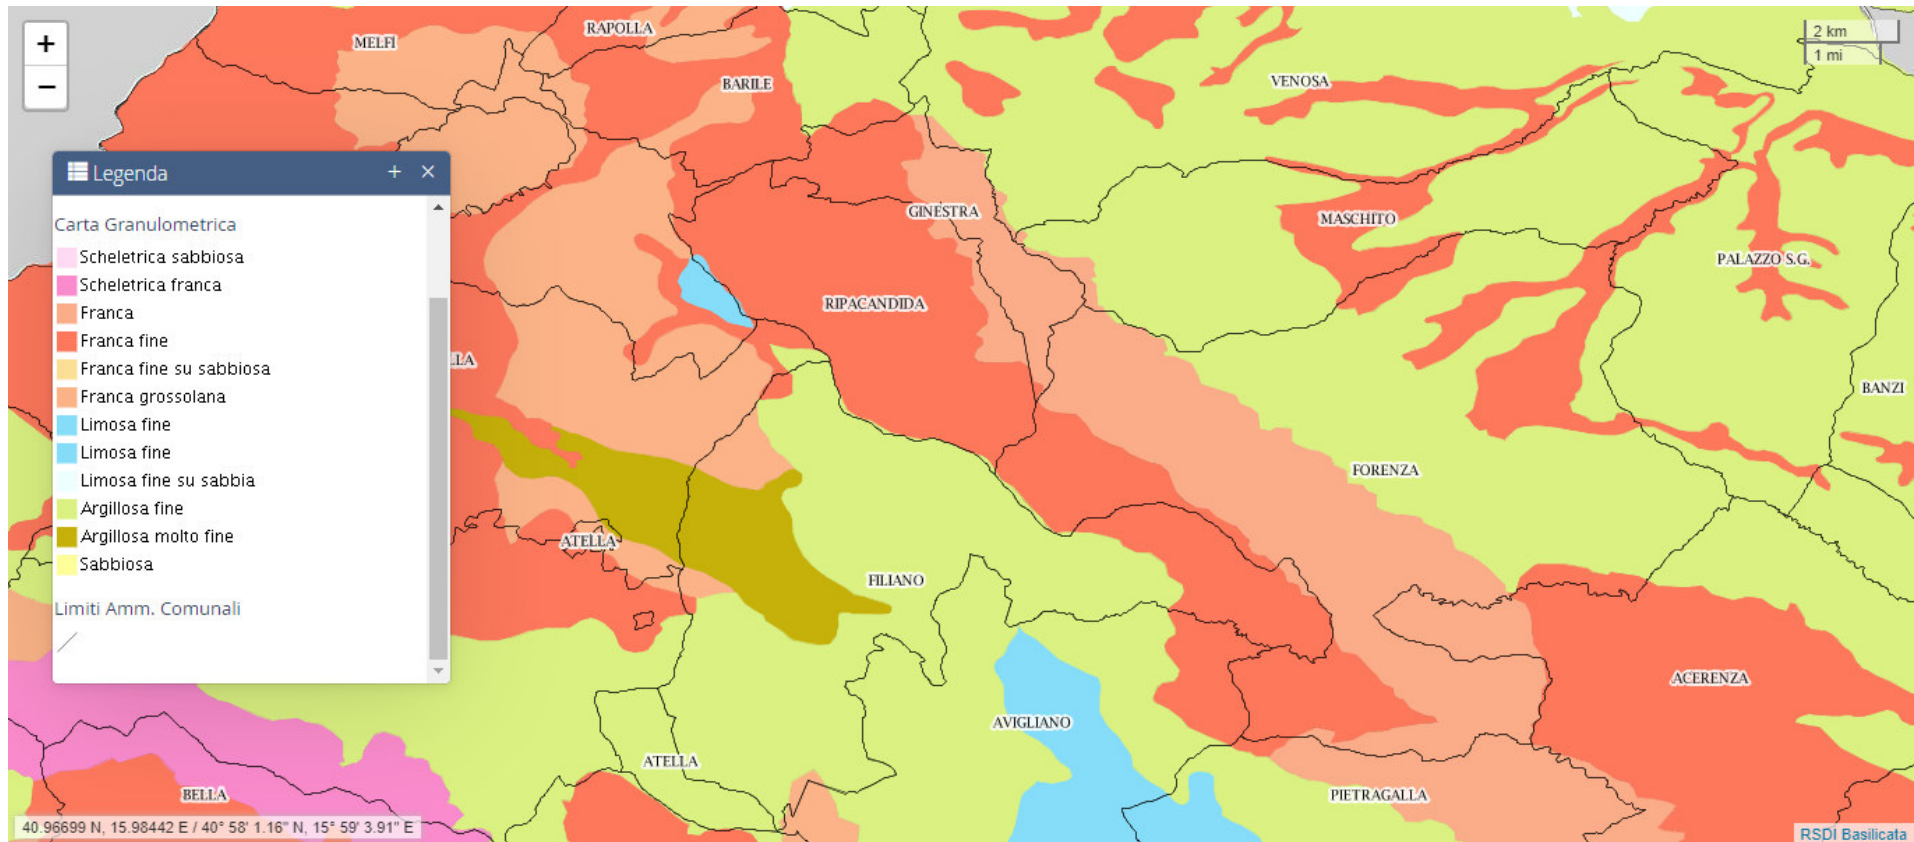 +
−
MELFI
RAPOLLA
BARILE
VENOSA
2 km
1 mi
Legenda + ×
Carta Granulometrica
Scheletrica sabbiosa
Scheletrica franca
Franca
Franca fine
Franca fine su sabbiosa
Franca grossolana
Limosa fine
Limosa fine
Limosa fine su sabbia
Argillosa fine
Argillosa molto fine
Sabbiosa
Limiti Amm. Comunali
GINESTRA
MASCHITO
PALAZZO S.G.
RIPACANDIDA
LLA
BANZI
FORENZA
ATELLA
FILIANO
ACERENZA
AVIGLIANO
ATELLA
BELLA
PIETRAGALLA
40.96699 N, 15.98442 E / 40° 58' 1.16" N, 15° 59' 3.91" E
RSDI Basilicata